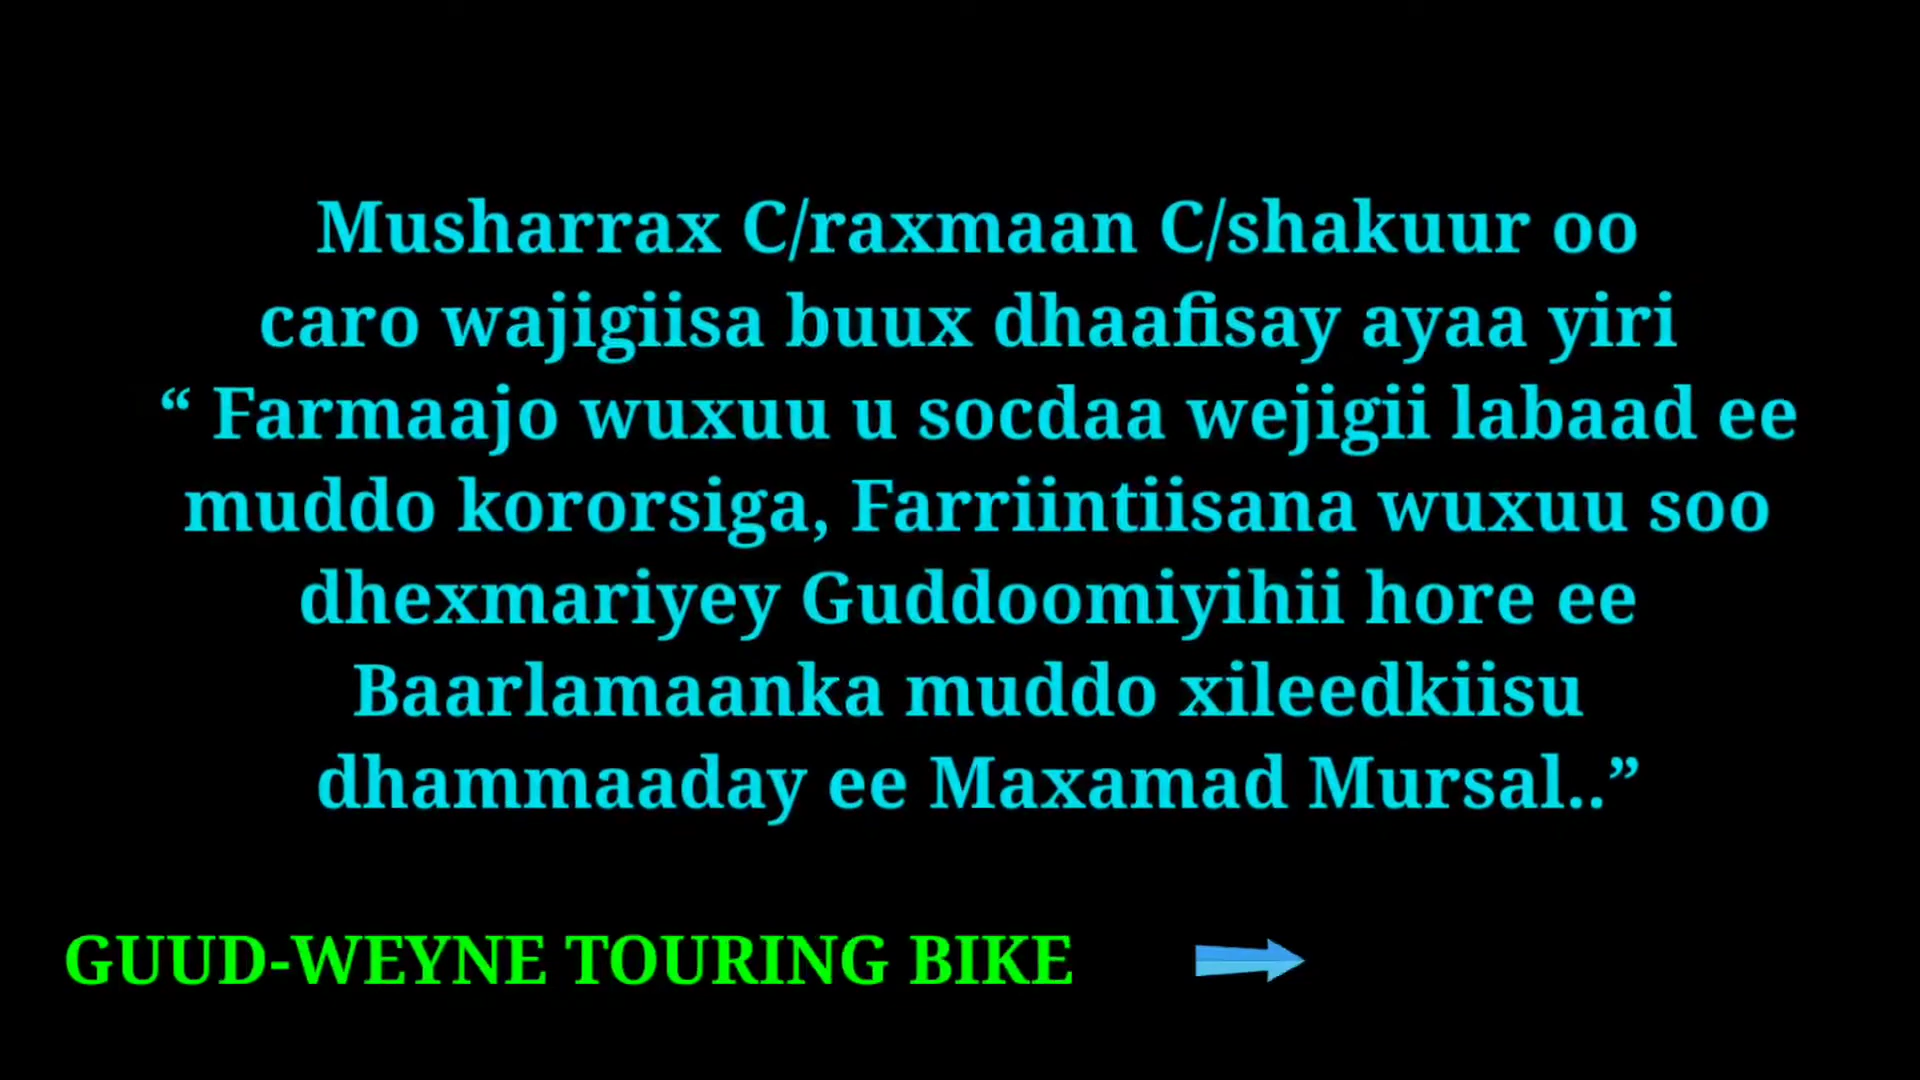 Musharrax C/raxmaan C/shakuur oo
caro wajigiisa buux dhaafisay ayaa yiri
“ Farmaajo wuxuu u socdaa wejigii labaad ee
muddo kororsiga, Farriintiisana wuxuu soo
dhexmariyey Guddoomiyihii hore ee
Baarlamaanka muddo xileedkiisu
dhammaaday ee Maxamad Mursal..”
GUUD-WEYNE TOURING BIKE